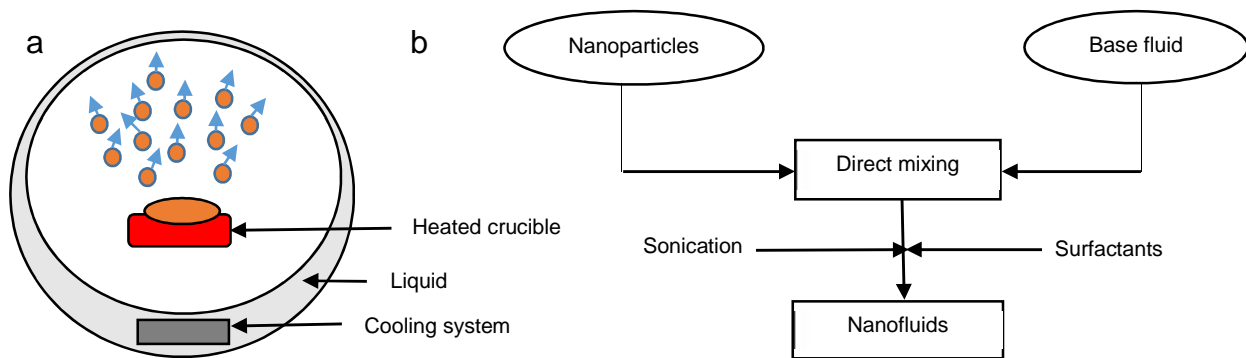 a
Heated crucible
Liquid
Cooling system
b
Nanoparticles
Base fluid
Direct mixing
Sonication
Surfactants
Nanofluids